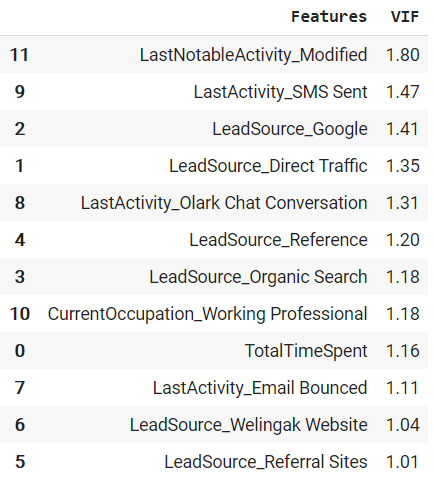 Features VIF
11 LastNotableActivity_Modified 1.80
9 LastActivity_SMS Sent 1.47
2 LeadSource_Google 1.41
1 LeadSource_Direct Traffic 1.35
8 LastActivity_Olark Chat Conversation 1.31
4 LeadSource_Reference 1.20
3 LeadSource_Organic Search 1.18
10 CurrentOccupation_Working Professional 1.18
0 TotalTimeSpent 1.16
7 LastActivity_Email Bounced 1.11
6 LeadSource_Welingak Website 1.04
5 LeadSource_Referral Sites 1.01